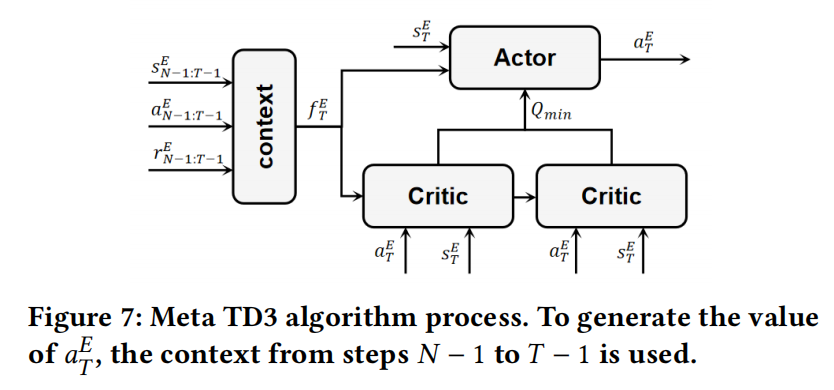 s_T^E
a_T^E
Actor
s_{N-1:T-1}^E
a_{N-1:T-1}^E
r_{N-1:T-1}^E
context
f_T^E
Q_{min}
Critic
Critic
a_T^E
s_T^E
a_T^E
s_T^E
Figure 7: Meta TD3 algorithm process. To generate the value
of a_T^E, the context from steps N − 1 to T − 1 is used.